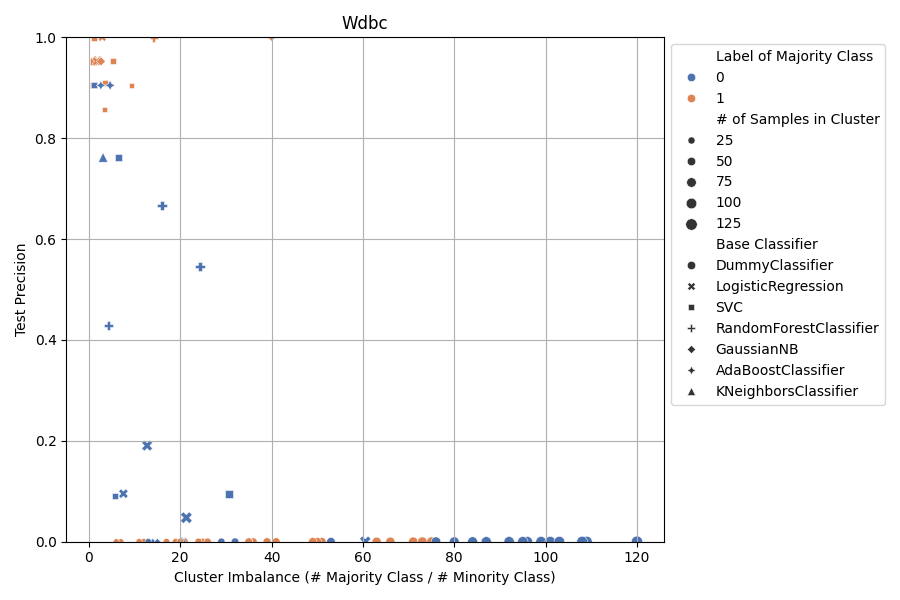 Wdbc
1.0
0.8
0.6
0.4
0.2
0.0
Test Precision
0
20
40
60
80
100
120
Cluster Imbalance (# Majority Class / # Minority Class)
Label of Majority Class
0
1
# of Samples in Cluster
25
50
75
100
125
Base Classifier
DummyClassifier
LogisticRegression
SVC
RandomForestClassifier
GaussianNB
AdaBoostClassifier
KNeighborsClassifier